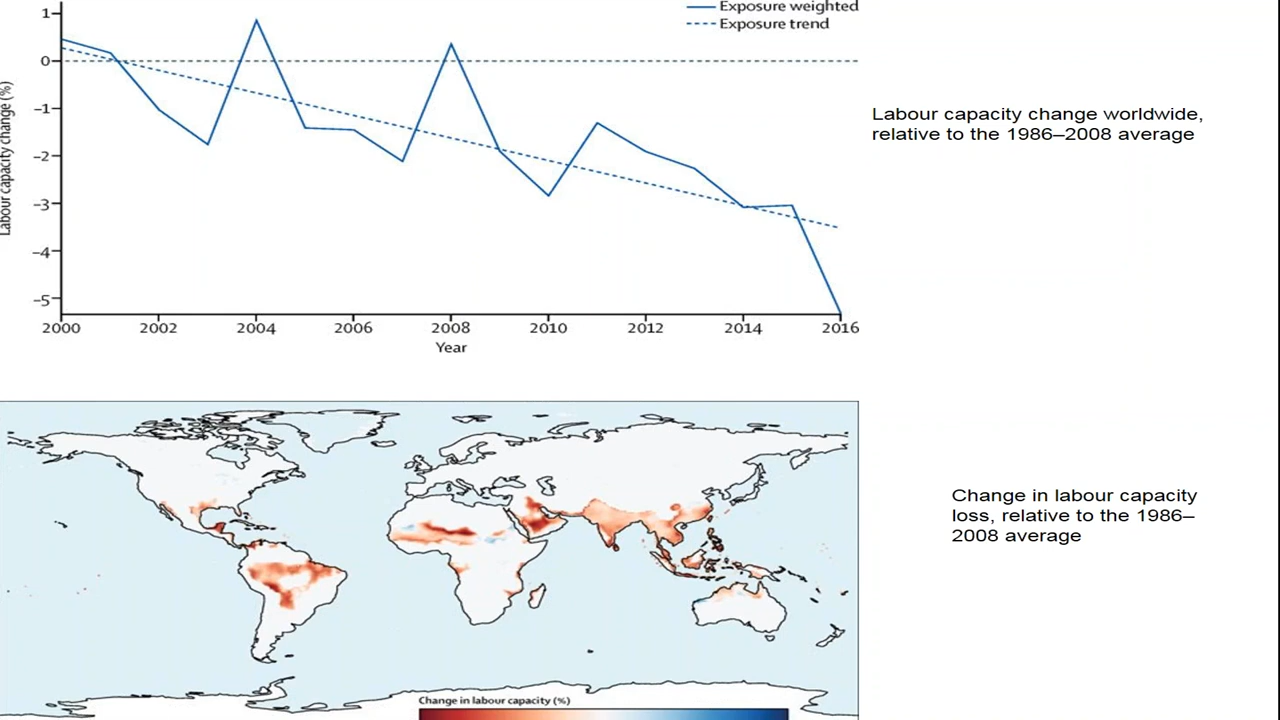 Exposure weighted
Exposure trend
1
0
–1
–2
–3
–4
–5
Labour capacity change (%)
2000 2002 2004 2006 2008 2010 2012 2014 2016
Year
Labour capacity change worldwide,
relative to the 1986–2008 average
Change in labour capacity
loss, relative to the 1986–
2008 average
Change in labour capacity (%)